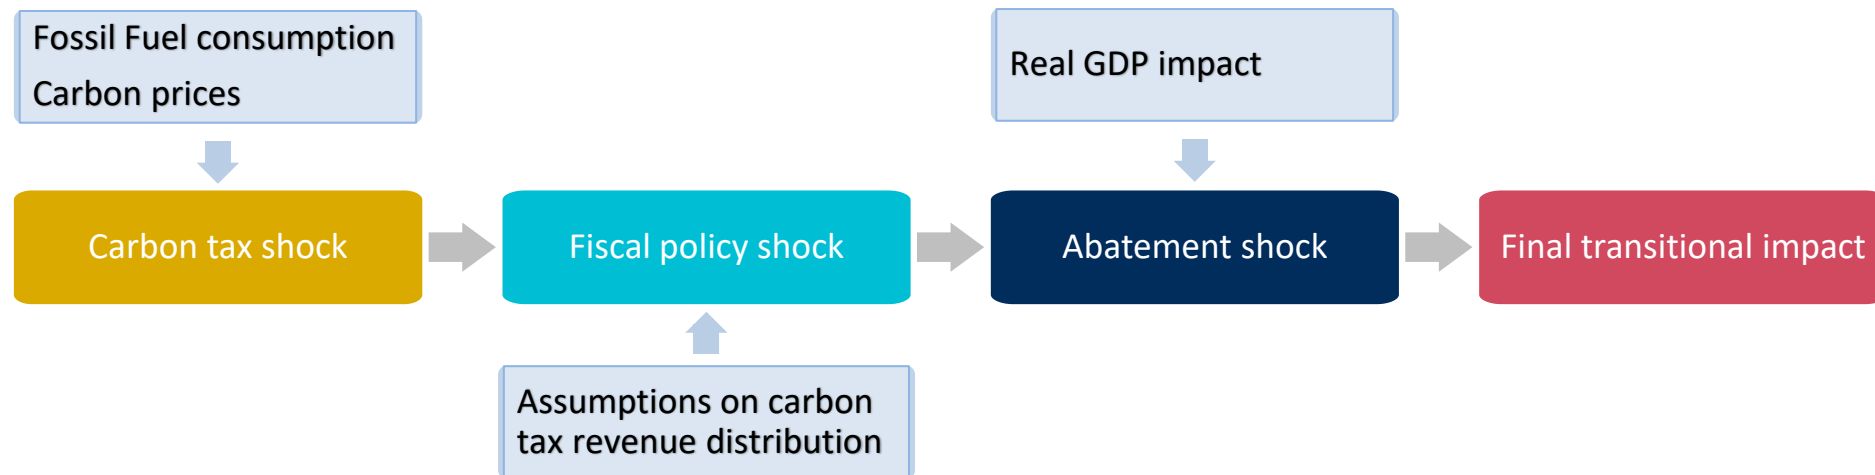 Fossil Fuel consumption
Carbon prices
Real GDP impact
Carbon tax shock
Fiscal policy shock
Abatement shock
Final transitional impact
Assumptions on carbon
tax revenue distribution